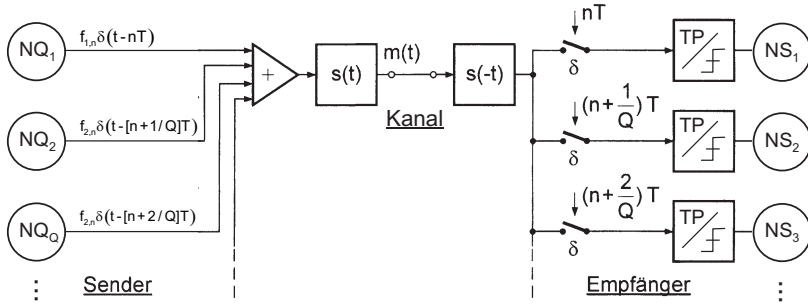 NQ₁
f₁,ₙδ(t-nT)
+
s(t)
m(t)
s(-t)
Kanal
nT
δ
TP
NS₁
NQ₂
f₂,ₙδ(t-[n+1/Q]T)
(n+1/Q)T
δ
TP
NS₂
NQ_Q
f₂,ₙδ(t-[n+2/Q]T)
(n+2/Q)T
δ
TP
NS₃
Sender
Empfänger